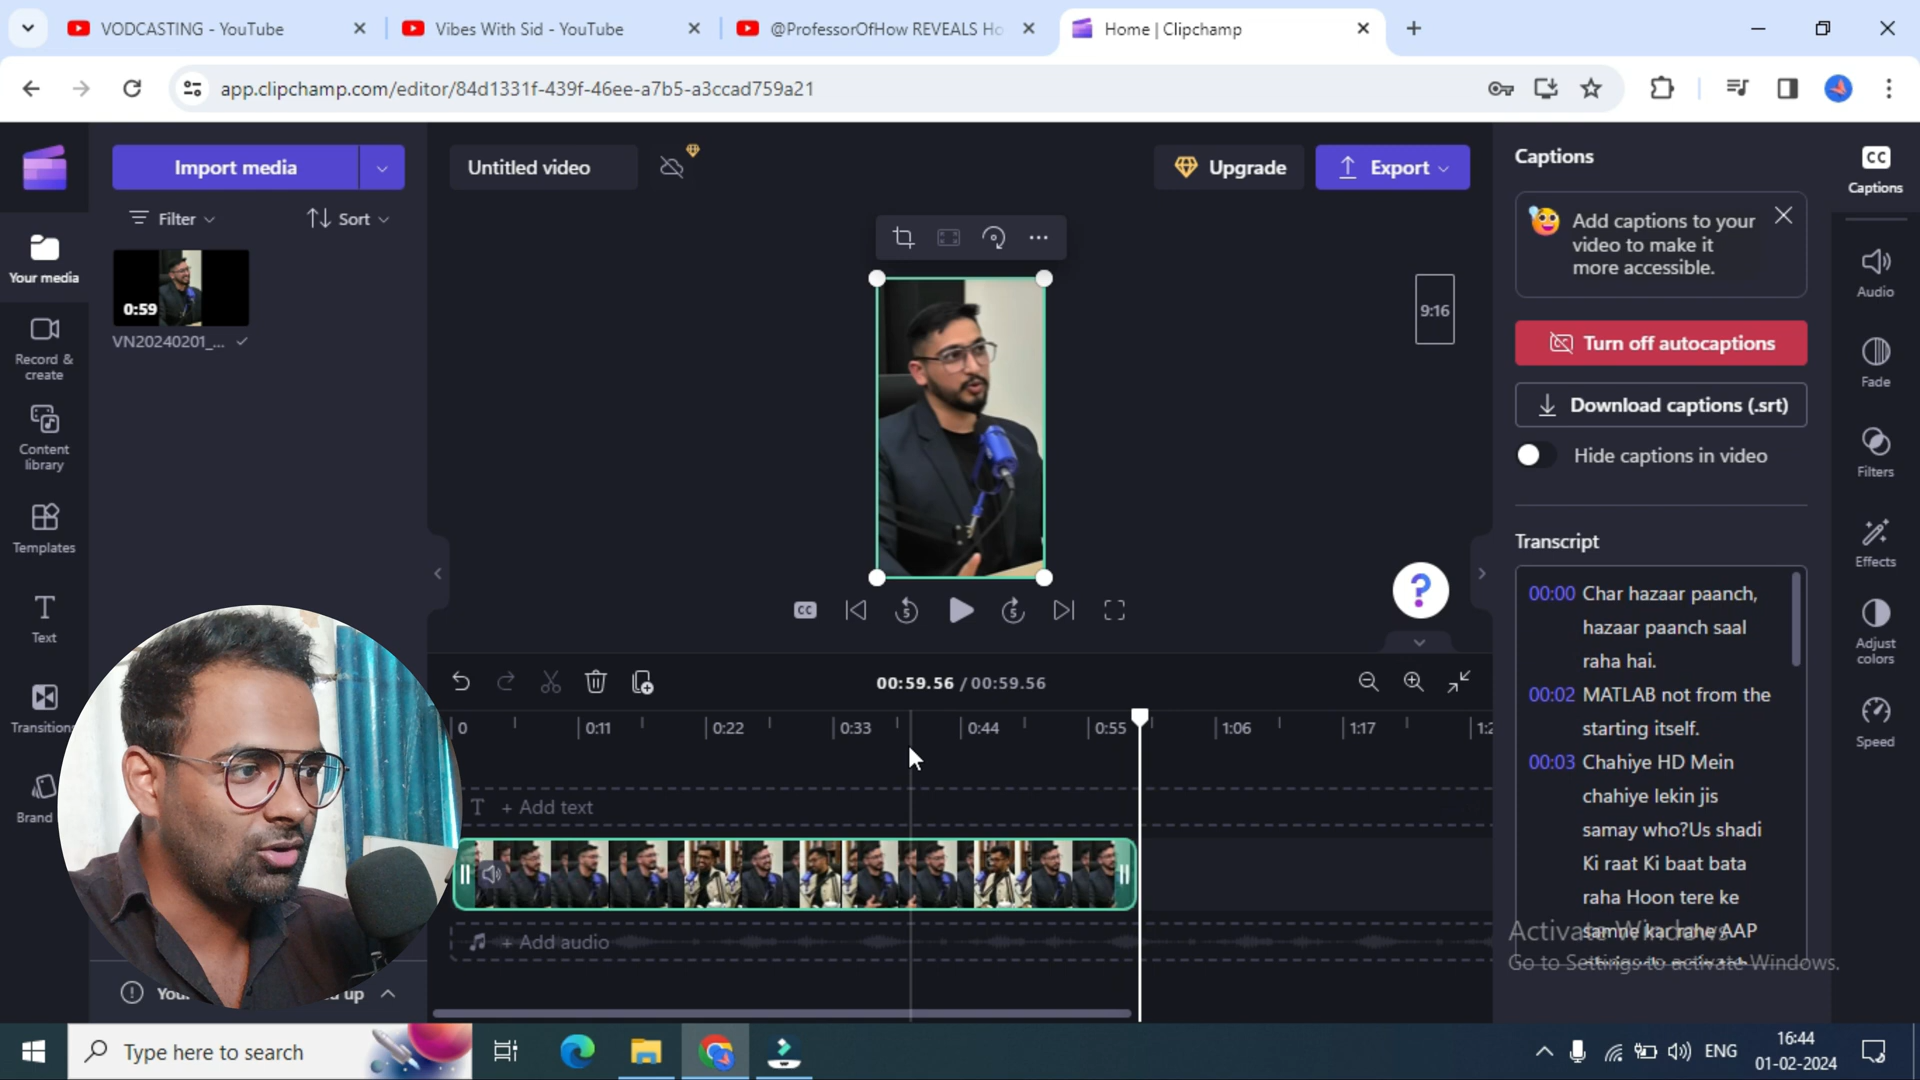 VODCASTING - YouTube
Vibes With Sid - YouTube
@ProfessorOfHow REVEALS Ho
Home | Clipchamp
app.clipchamp.com/editor/84d1331f-439f-46ee-a7b5-a3ccad759a21
Import media
Untitled video
Upgrade
Export
Captions
CC
Captions
Filter
Sort
Add captions to your
video to make it
more accessible.
Your media
0:59
VN20240201_...
9:16
Audio
Record &
create
Turn off autocaptions
Fade
Download captions (.srt)
Content
library
Hide captions in video
Filters
Templates
Transcript
Effects
00:00 Char hazaar paanch,
hazaar paanch saal
raha hai.
CC
5
5
?
Text
Adjust
colors
00:59.56 / 00:59.56
00:02 MATLAB not from the
starting itself.
Transition
0
0:11
0:22
0:33
0:44
0:55
1:06
1:17
Speed
00:03 Chahiye HD Mein
chahiye lekin jis
samay who?Us shadi
Ki raat Ki baat bata
raha Hoon tere ke
samne kar rahe AAP
T + Add text
Brand
+ Add audio
Activate Windows
Go to Settings to activate Windows.
You
d up
Type here to search
ENG
16:44
01-02-2024